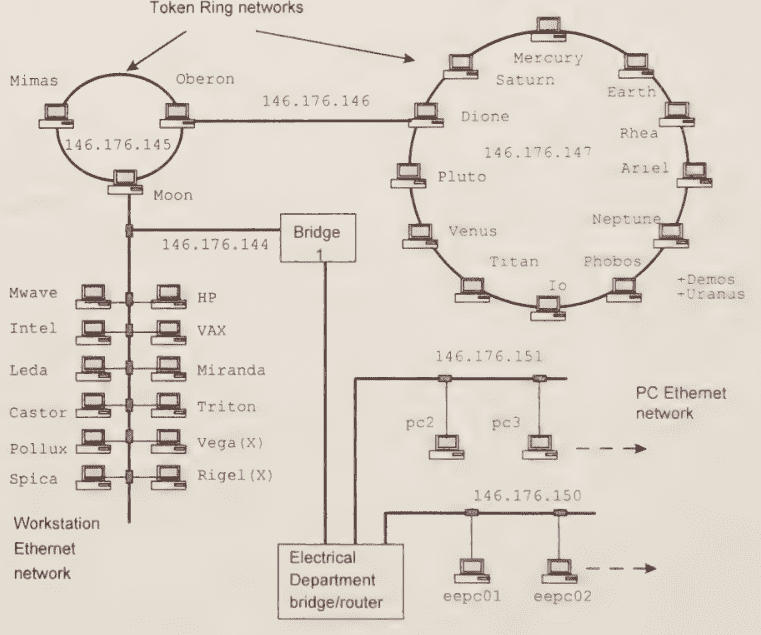 Token Ring networks
Mimas
Oberon
146.176.145
Moon
146.176.146
Mercury
Saturn
Earth
Dione
Rhea
146.176.147
Pluto
Ariel
Venus
Neptune
Titan
Phobos
Io
+Demos
+Uranus
146.176.144
Bridge
1
Mwave
HP
Intel
VAX
Leda
Miranda
Castor
Triton
Pollux
Vega(X)
Spica
Rigel(X)
Workstation
Ethernet
network
146.176.151
pc2
pc3
PC Ethernet
network
146.176.150
eepc01
eepc02
Electrical
Department
bridge/router